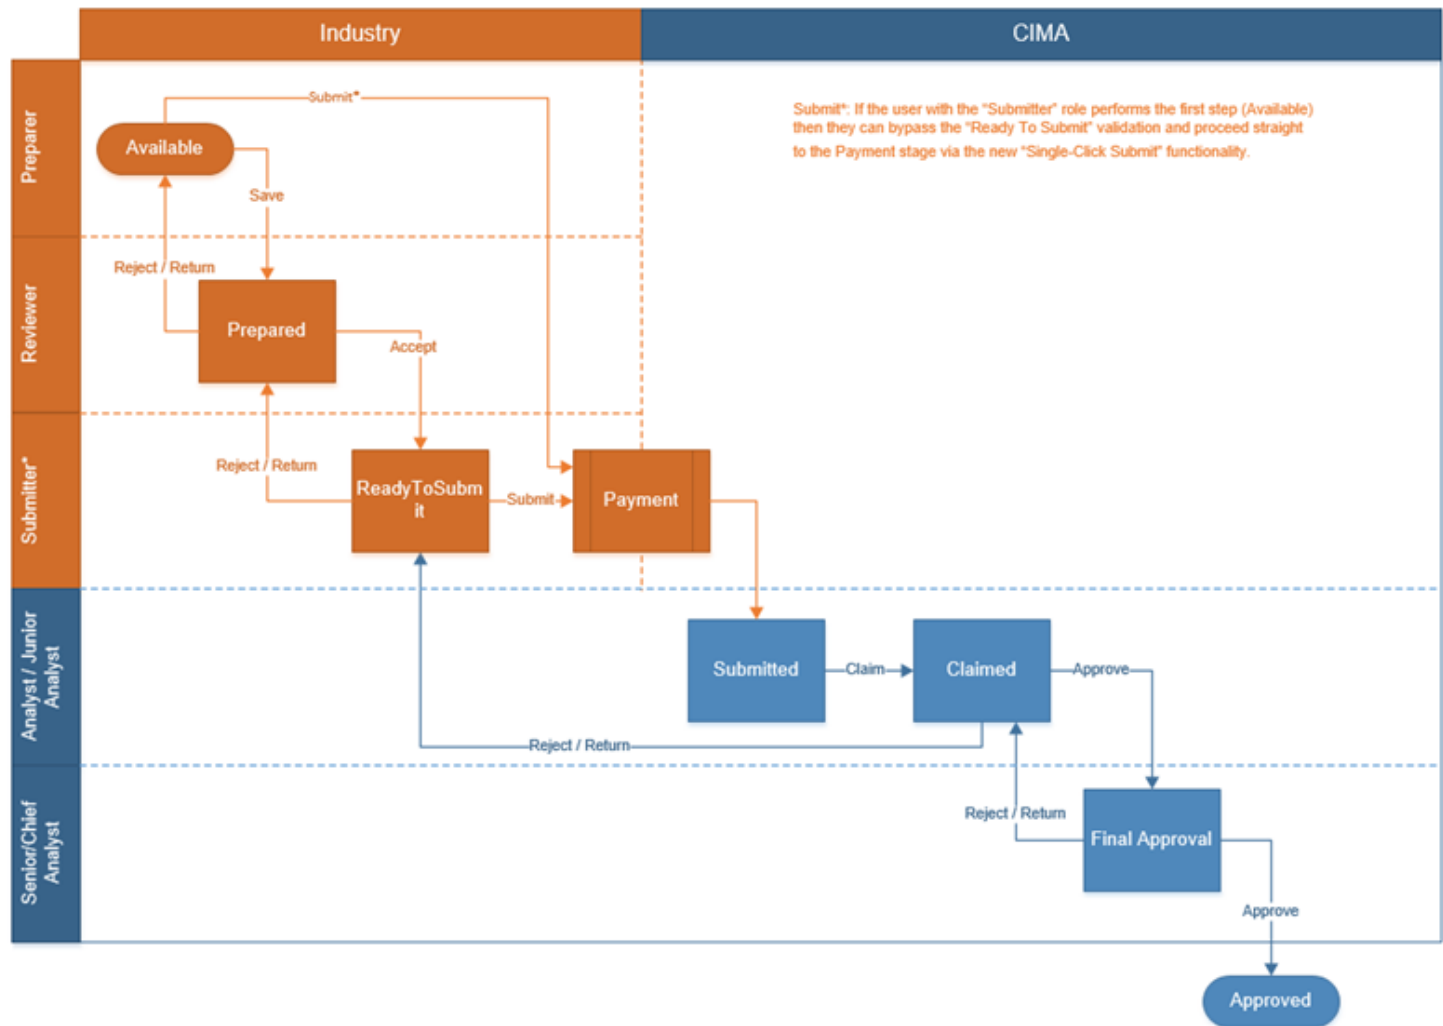 Industry
CIMA
Preparer
Submit*
Submit*: If the user with the "Submitter" role performs the first step (Available)
then they can bypass the "Ready To Submit" validation and proceed straight
to the Payment stage via the new "Single-Click Submit" functionality.
Available
Save
Reviewer
Reject / Return
Prepared
Accept
Submitter*
Reject / Return
ReadyToSubm
it
Submit
Payment
Analyst / Junior
Analyst
Submitted
Claim
Claimed
Approve
Reject / Return
Senior/Chief
Analyst
Reject / Return
Final Approval
Approve
Approved